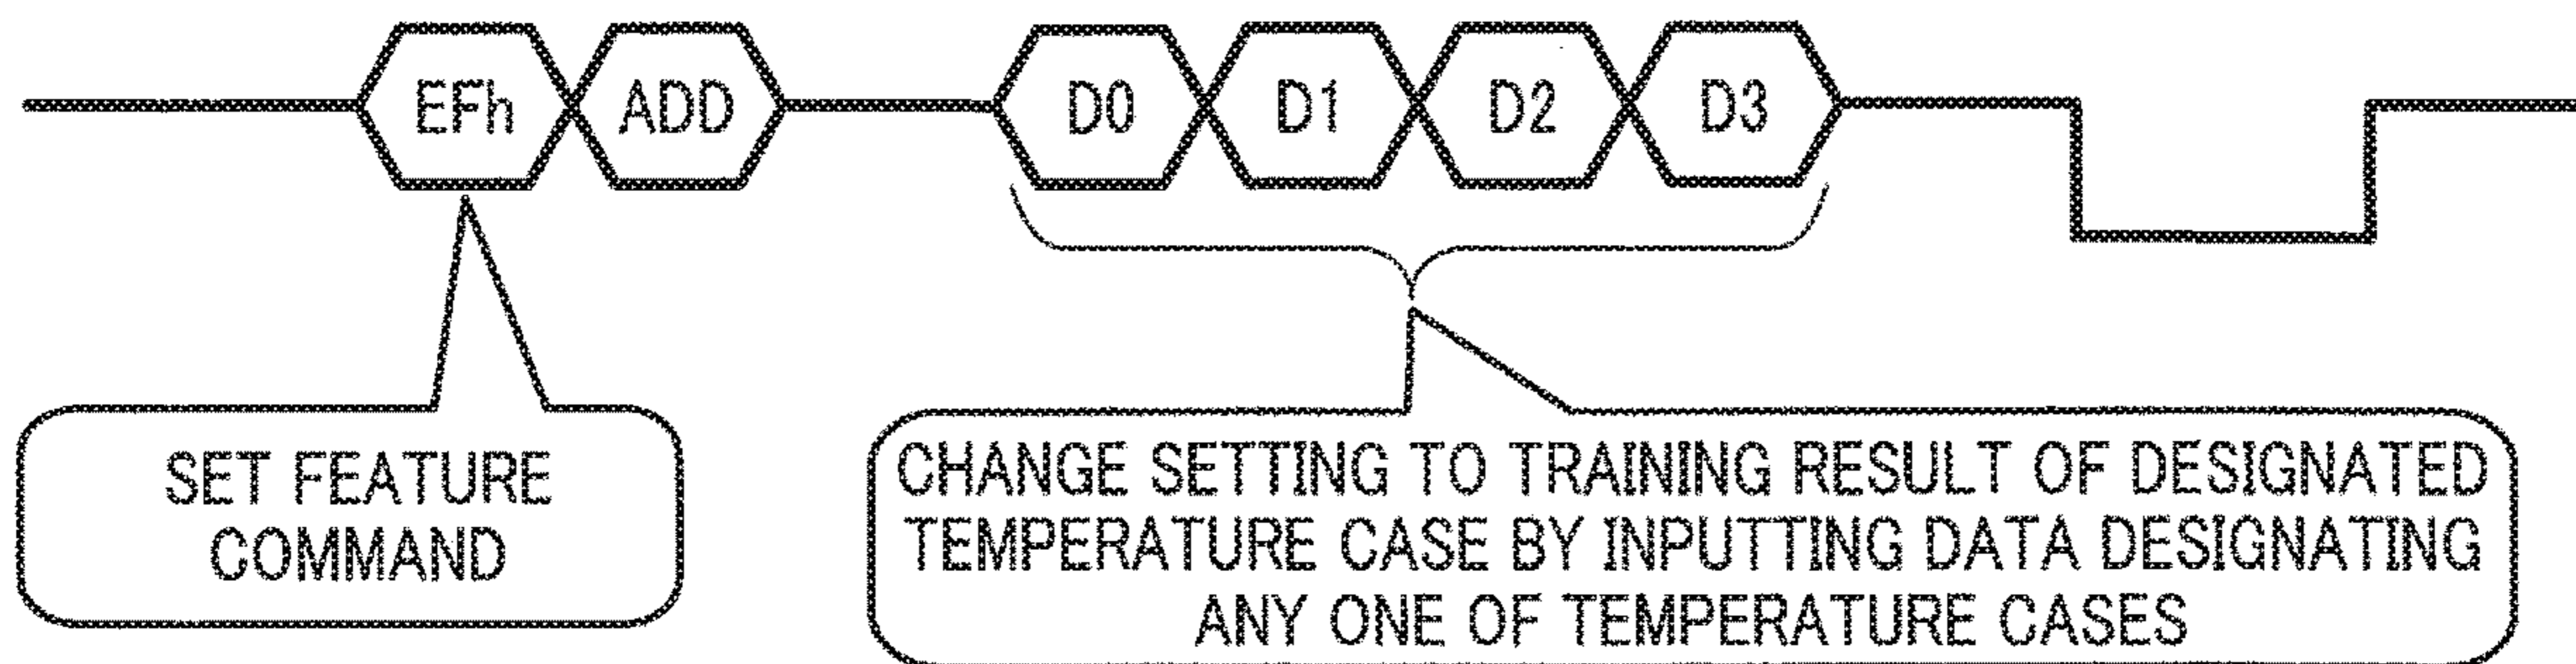 EFh ADD D0 D1 D2 D3
SET FEATURE
COMMAND
CHANGE SETTING TO TRAINING RESULT OF DESIGNATED
TEMPERATURE CASE BY INPUTTING DATA DESIGNATING
ANY ONE OF TEMPERATURE CASES